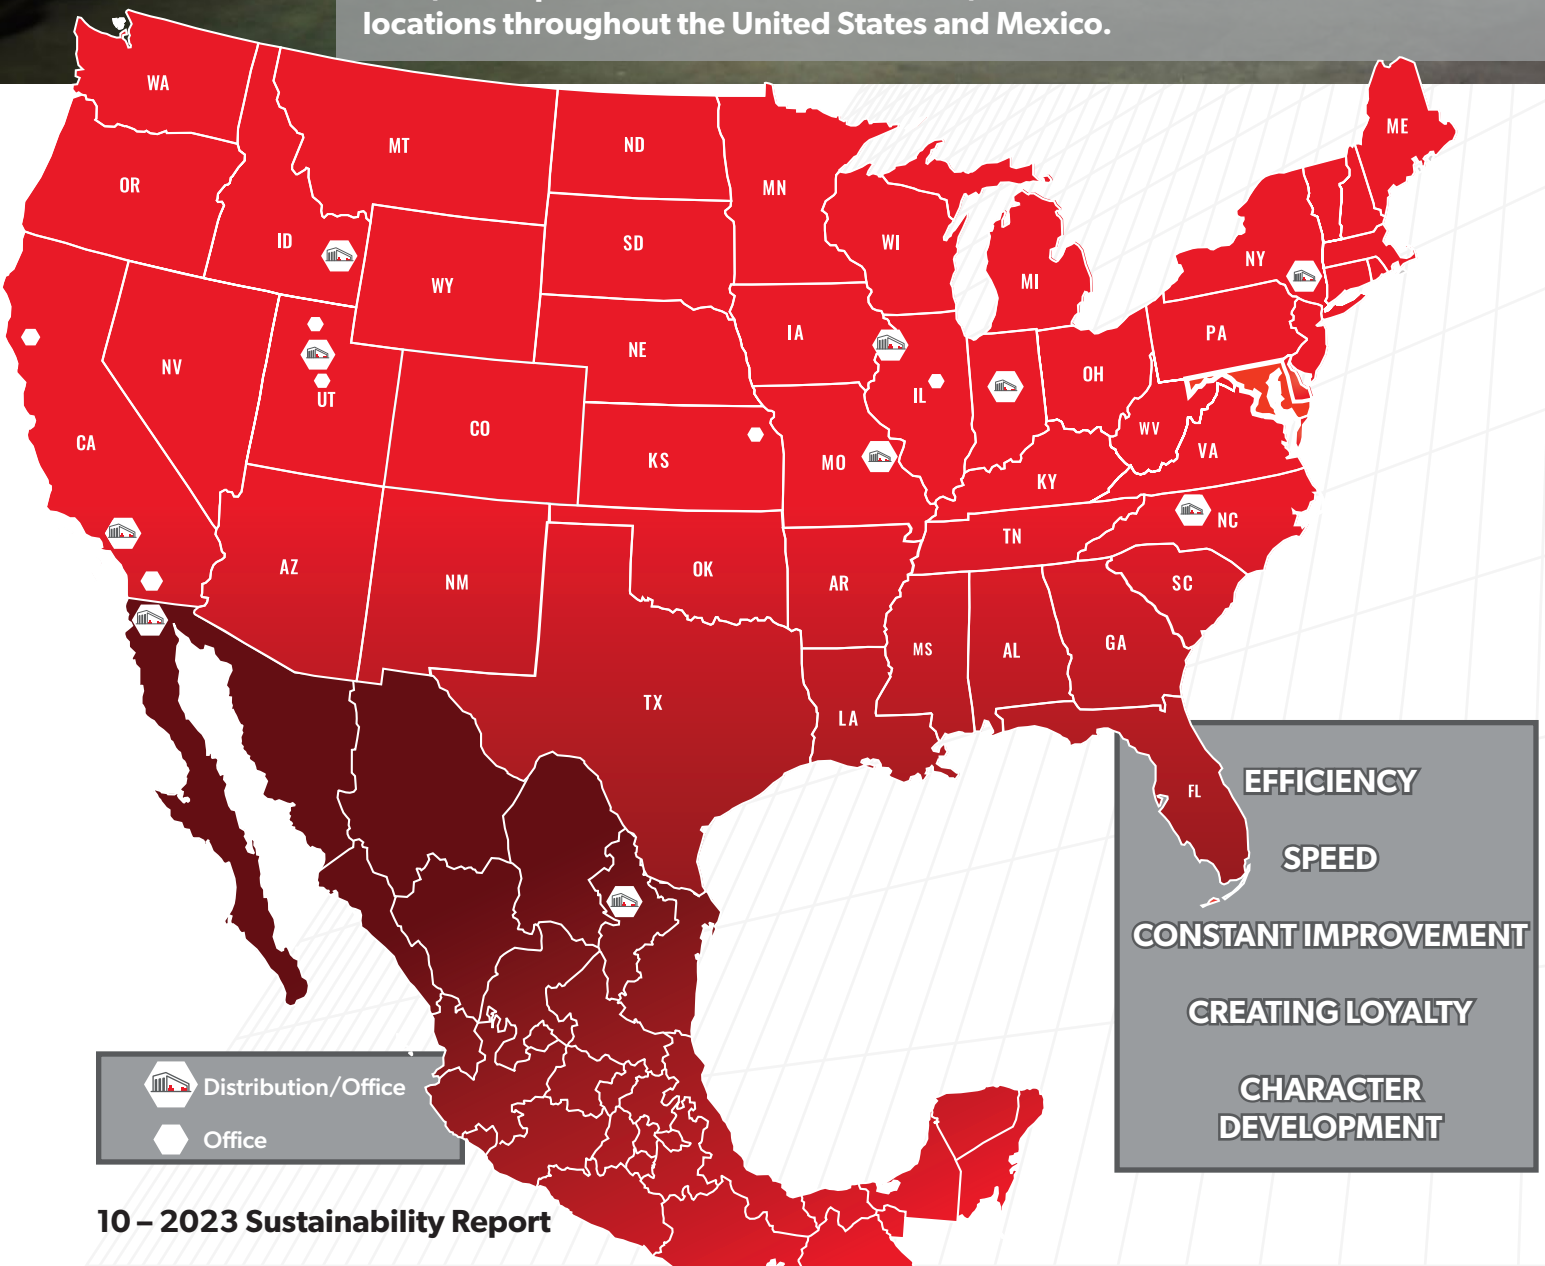 locations throughout the United States and Mexico.
WA
MT
ND
MN
ME
OR
ID
SD
WI
MI
NY
WY
NV
UT
NE
IA
IL
OH
PA
CA
CO
KS
MO
WV
VA
KY
AZ
NM
OK
AR
TN
NC
SC
MS
AL
GA
TX
LA
FL
EFFICIENCY
SPEED
CONSTANT IMPROVEMENT
CREATING LOYALTY
CHARACTER
DEVELOPMENT
Distribution/Office
Office
10 – 2023 Sustainability Report